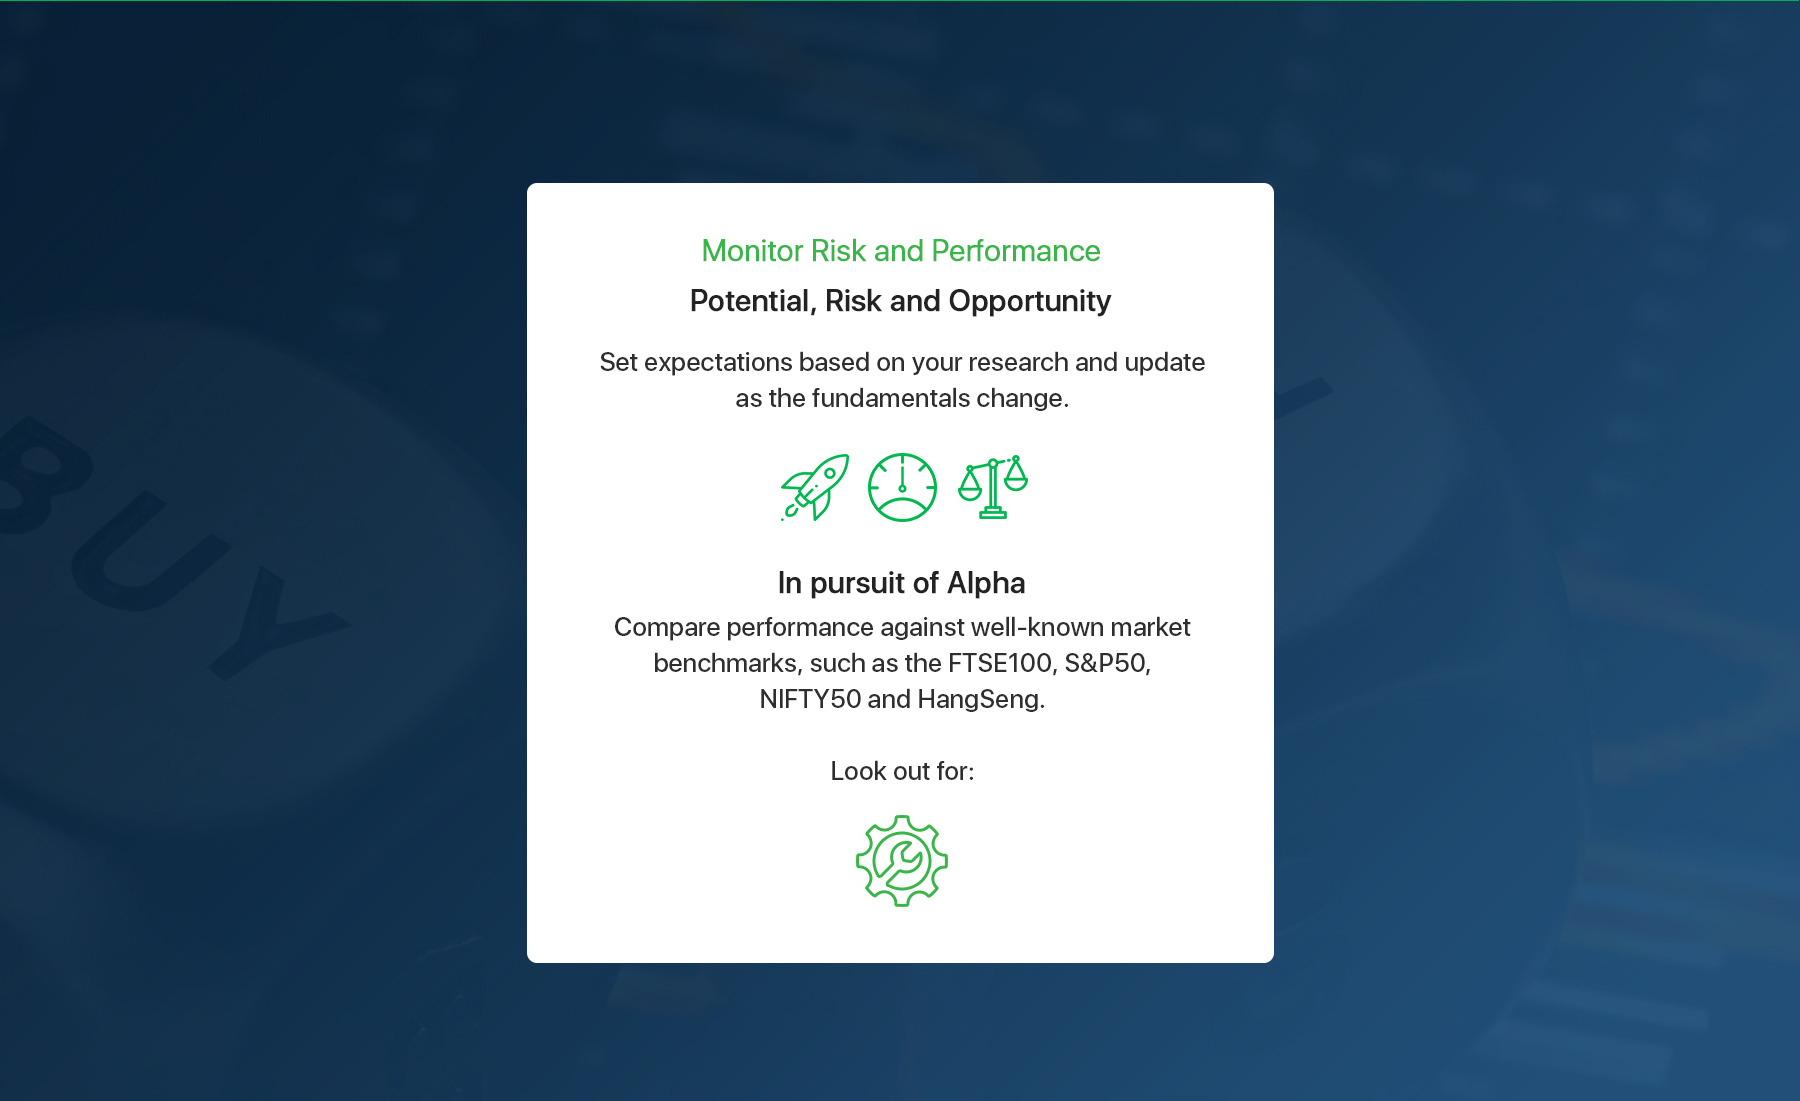 Monitor Risk and Performance
Potential, Risk and Opportunity
Set expectations based on your research and update
as the fundamentals change.
In pursuit of Alpha
Compare performance against well-known market
benchmarks, such as the FTSE100, S&P50,
NIFTY50 and HangSeng.
Look out for:
BUY